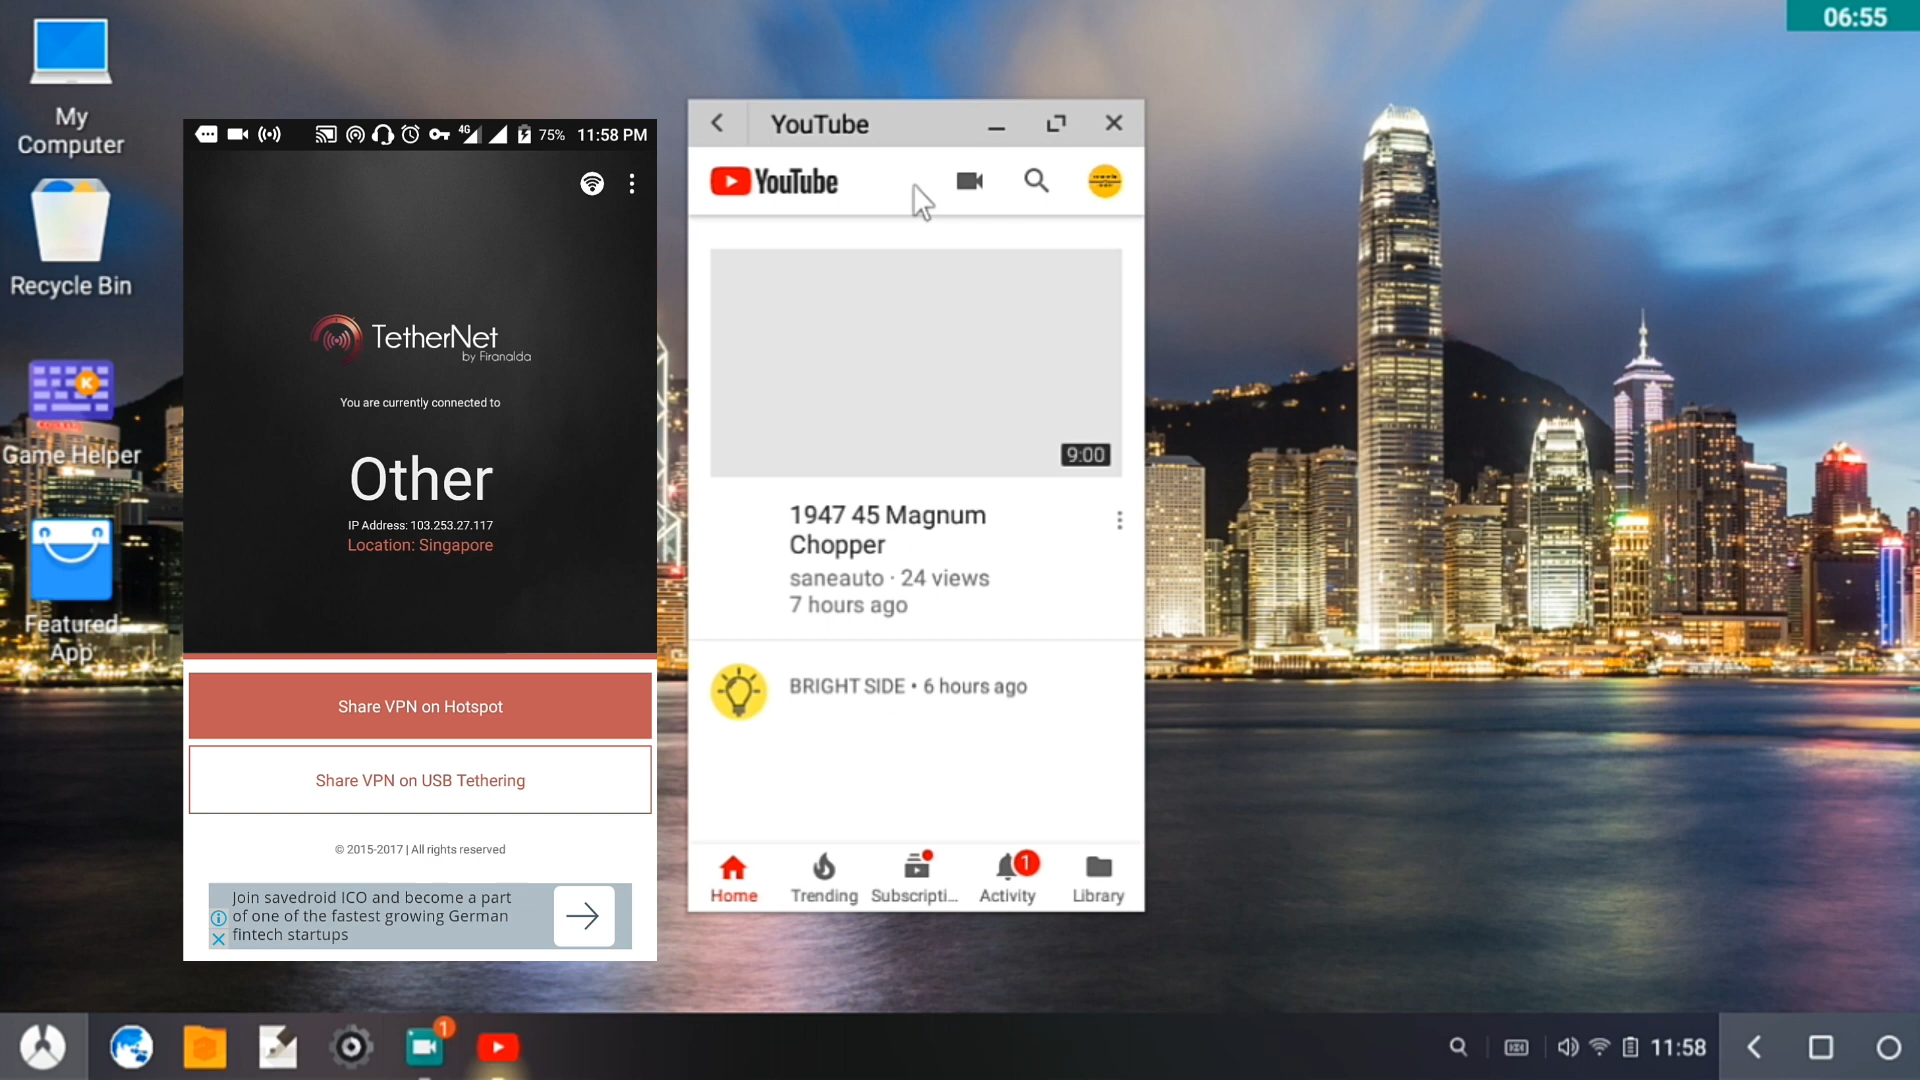 06:55
My
Computer
Recycle Bin
Game Helper
Featured
App
4G
75%
11:58 PM
TetherNet
by Firanalda
You are currently connected to
Other
IP Address: 103.253.27.117
Location: Singapore
Share VPN on Hotspot
Share VPN on USB Tethering
© 2015-2017 | All rights reserved
Join savedroid ICO and become a part
of one of the fastest growing German
fintech startups
YouTube
YouTube
9:00
1947 45 Magnum
Chopper
saneauto · 24 views
7 hours ago
BRIGHT SIDE • 6 hours ago
1
Home
Trending
Subscripti...
Activity
Library
K
1
11:58